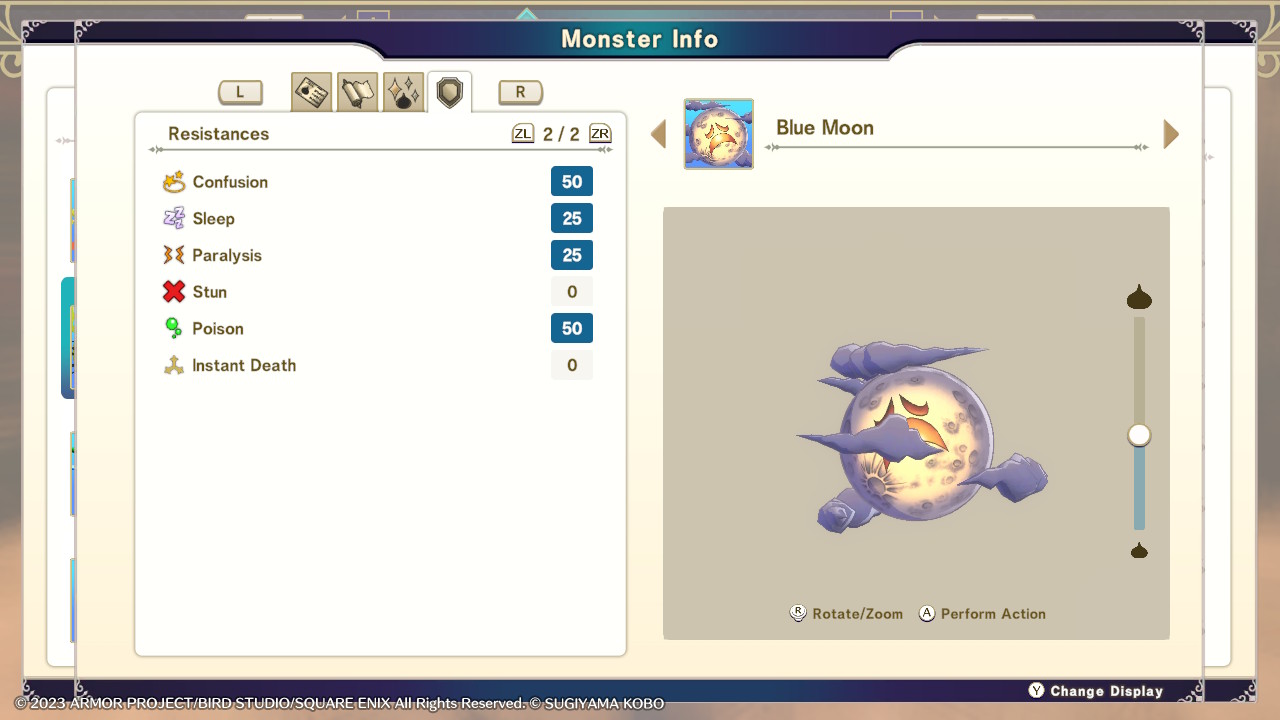 Monster Info
L
R
Resistances
ZL 2 / 2 ZR
Blue Moon
Confusion 50
Sleep 25
Paralysis 25
Stun 0
Poison 50
Instant Death 0
R Rotate/Zoom A Perform Action
Y Change Display
© 2023 ARMOR PROJECT/BIRD STUDIO/SQUARE ENIX All Rights Reserved. © SUGIYAMA KOBO